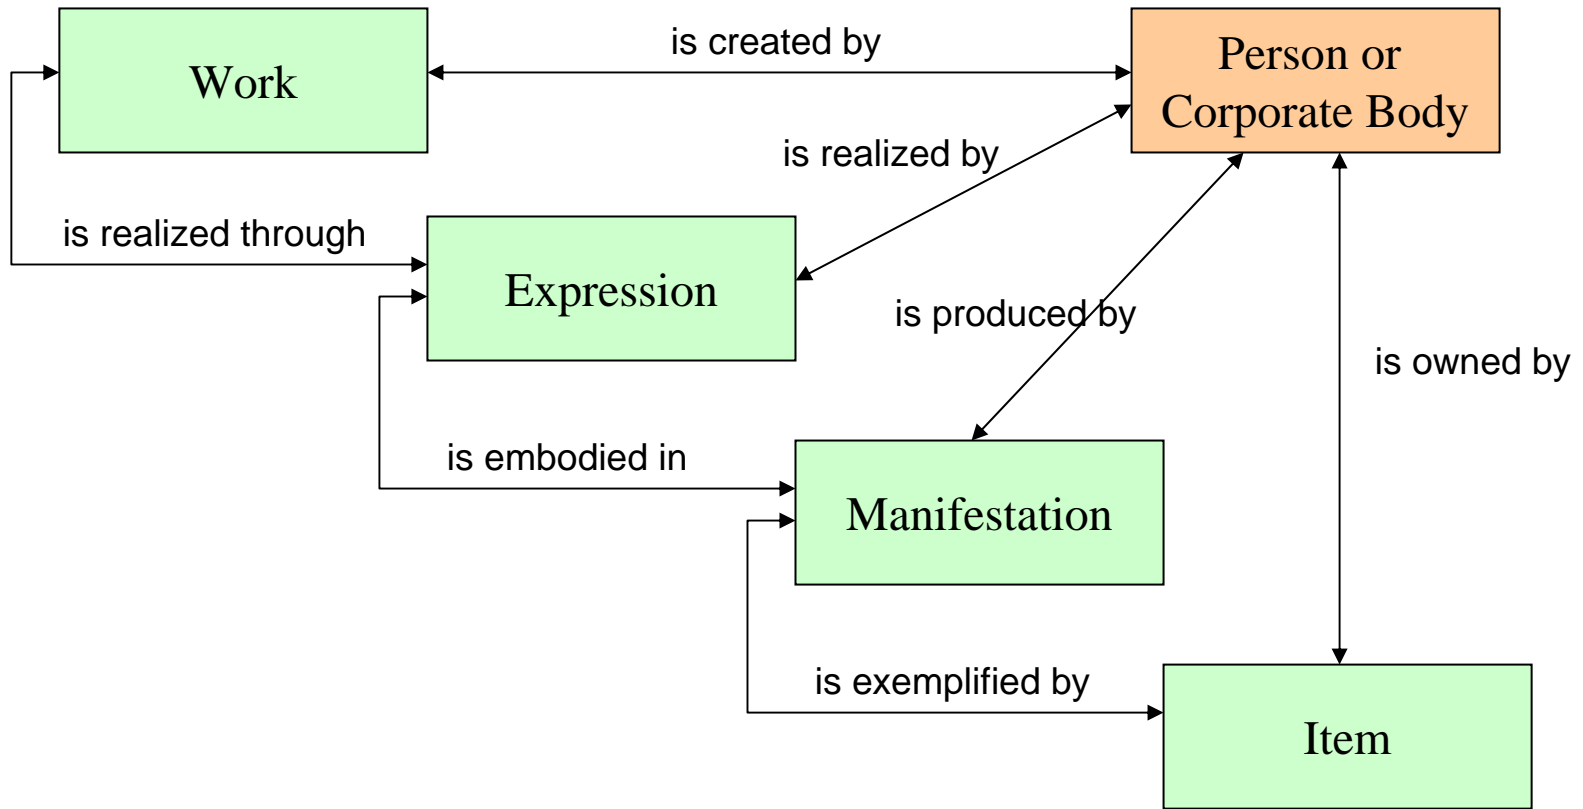 is created by
Work
Person or
Corporate Body
is realized by
is realized through
Expression
is produced by
is owned by
is embodied in
Manifestation
is exemplified by
Item